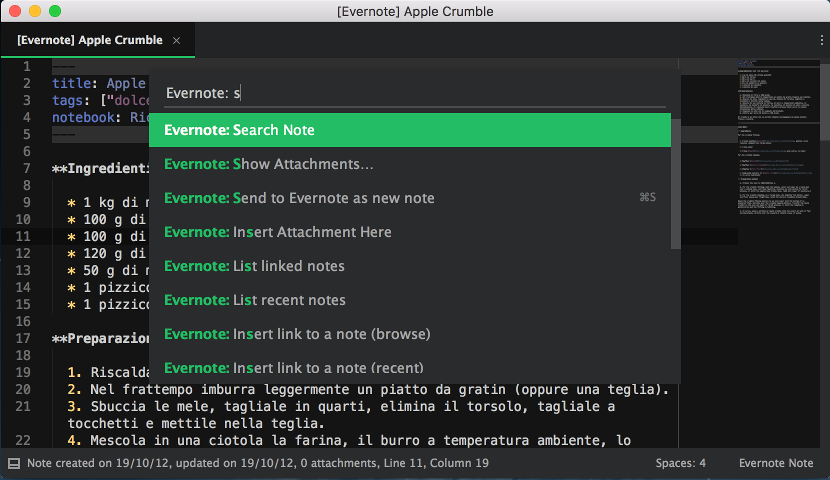 [Evernote] Apple Crumble
[Evernote] Apple Crumble ×
1 ---
2 title: Apple
3 tags: ["dolce
4 notebook: Ric
5 ---
6
7 **Ingredienti
8
9 * 1 kg di m
10 * 100 g di
11 * 100 g di
12 * 120 g di
13 * 50 g di m
14 * 1 pizzico
15 * 1 pizzico
16
17 **Preparazion
18
19 1. Riscalda
20 2. Nel frattempo imburra leggermente un piatto da gratin (oppure una teglia).
21 3. Sbuccia le mele, tagliale in quarti, elimina il torsolo, tagliale a
tocchetti e mettile nella teglia.
22 4. Mescola in una ciotola la farina, il burro a temperatura ambiente, lo
Evernote: s
Evernote: Search Note
Evernote: Show Attachments...
Evernote: Send to Evernote as new note ⌘S
Evernote: Insert Attachment Here
Evernote: List linked notes
Evernote: List recent notes
Evernote: Insert link to a note (browse)
Evernote: Insert link to a note (recent)
Note created on 19/10/12, updated on 19/10/12, 0 attachments, Line 11, Column 19
Spaces: 4
Evernote Note